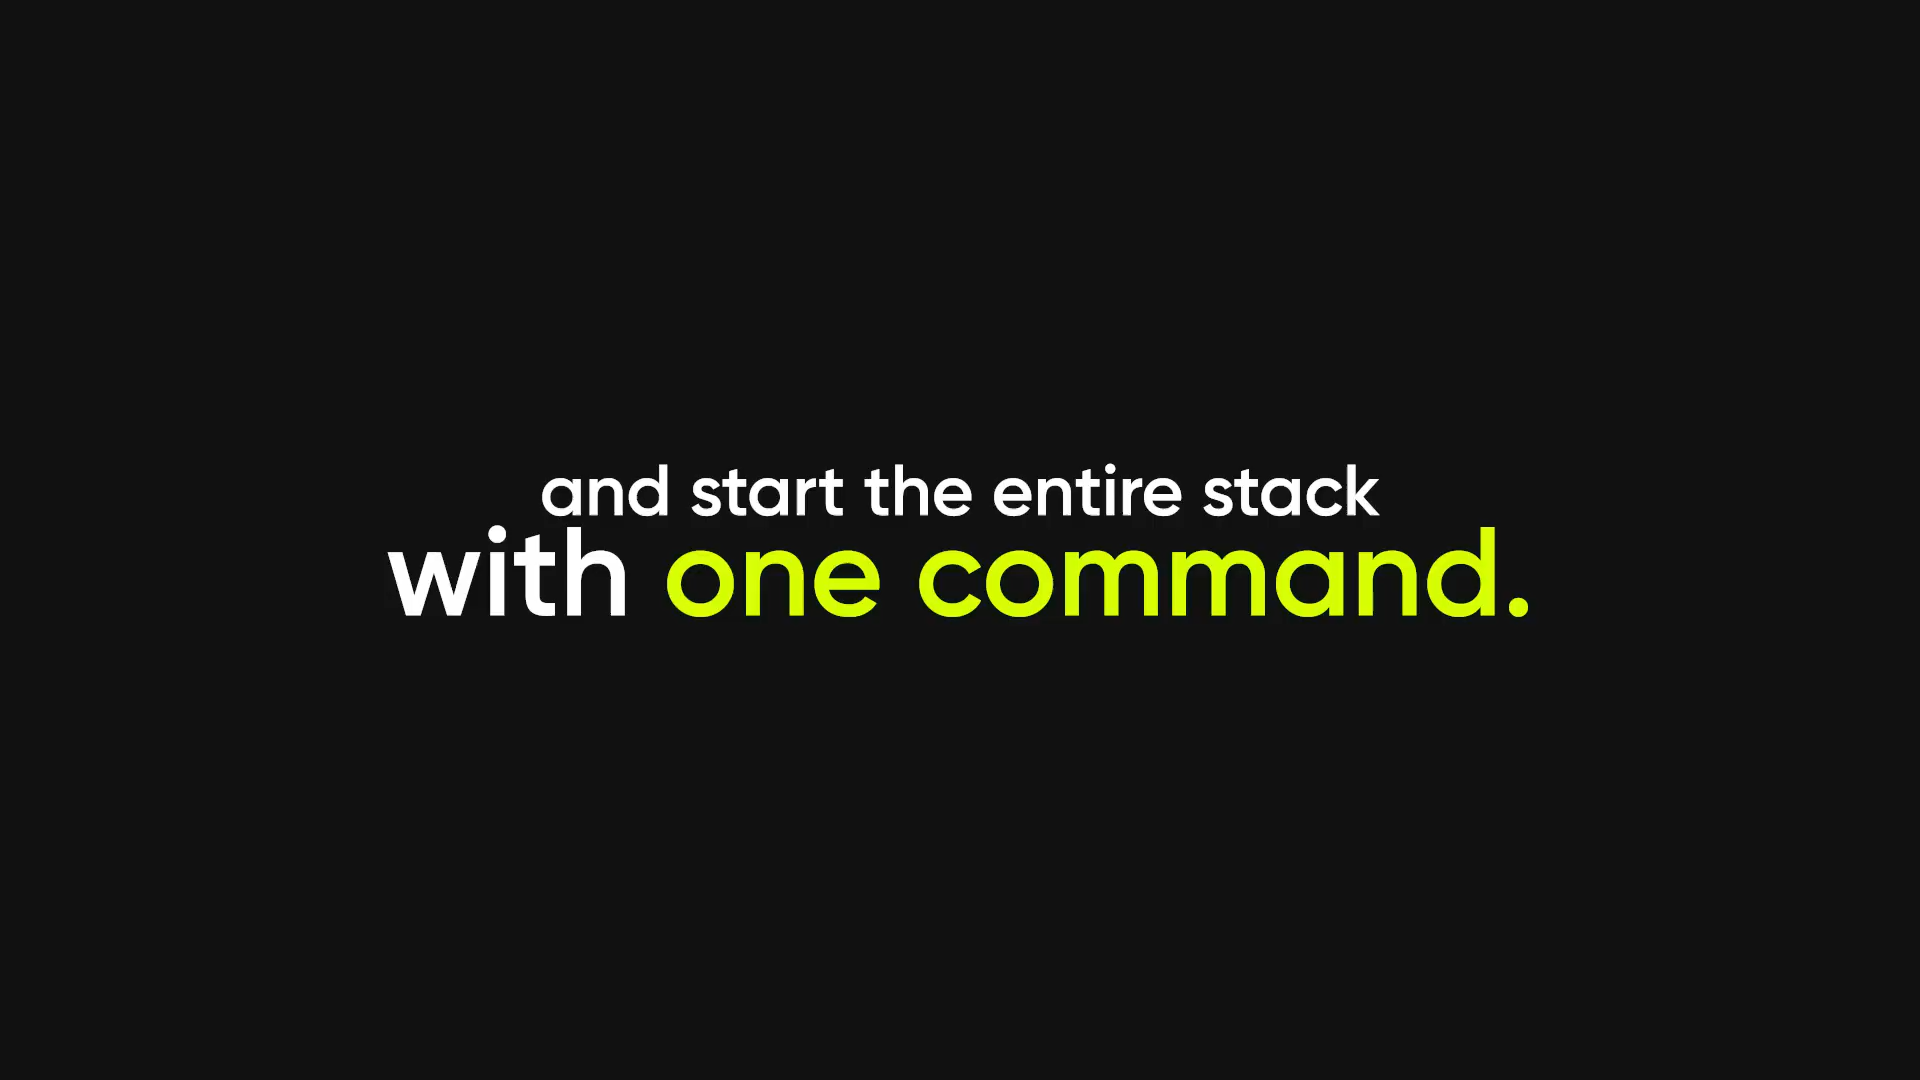 and start the entire stack
with one command.